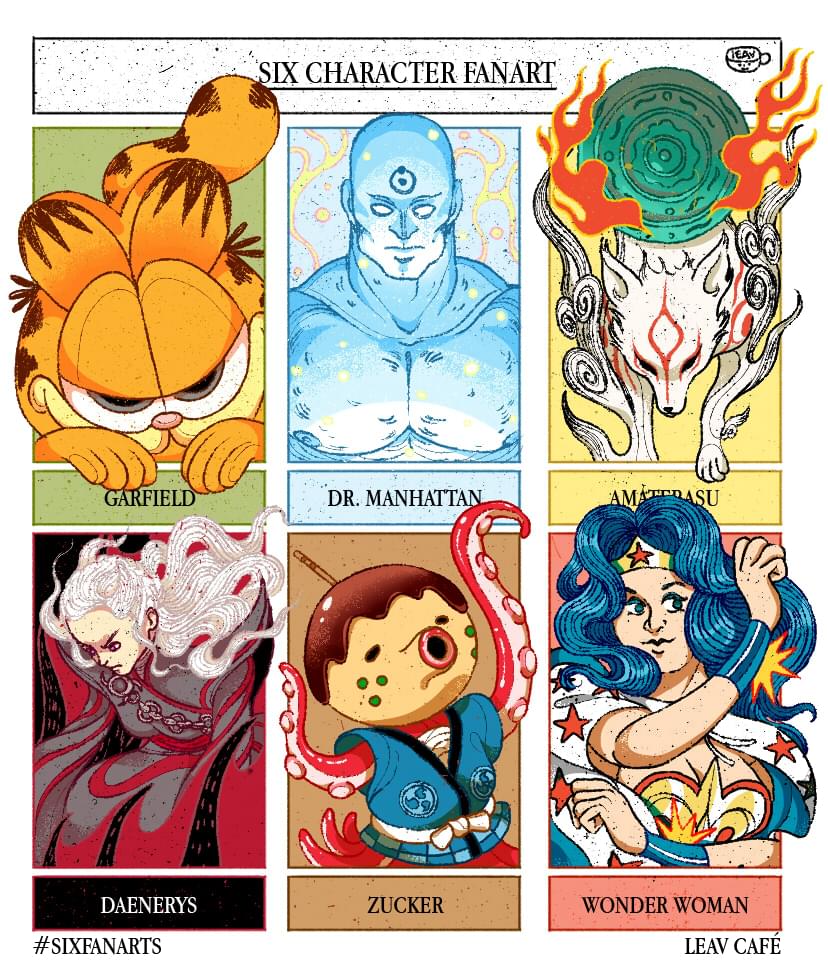 SIX CHARACTER FANART
LEAV
GARFIELD
DR. MANHATTAN
AMATERASU
DAENERYS
ZUCKER
WONDER WOMAN
#SIXFANARTS
LEAV CAFÉ